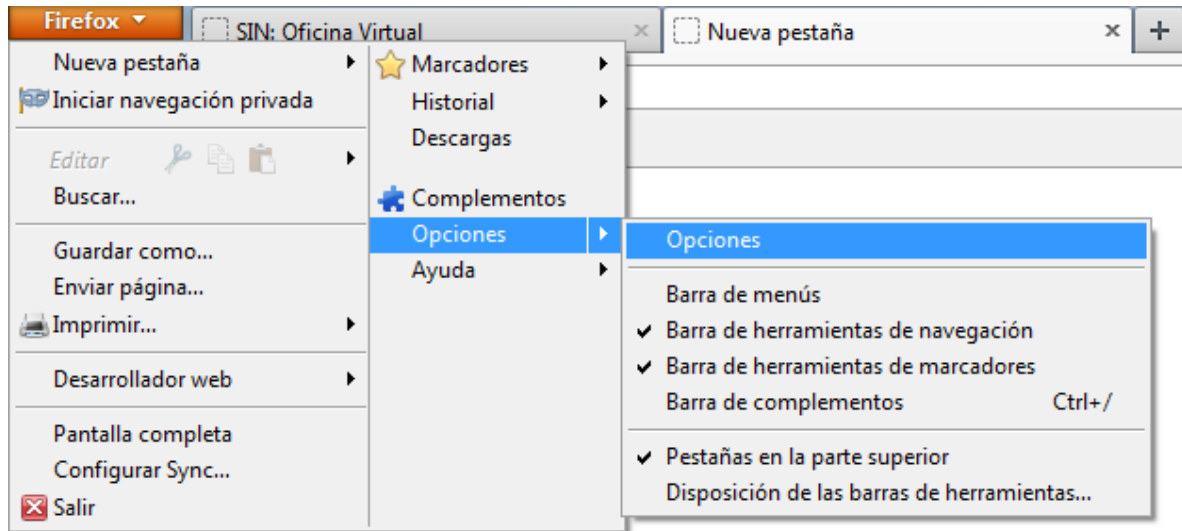 Firefox
SIN: Oficina Virtual
Nueva pestaña
Nueva pestaña
Iniciar navegación privada
Editar
Buscar...
Guardar como...
Enviar página...
Imprimir...
Desarrollador web
Pantalla completa
Configurar Sync...
Salir
Marcadores
Historial
Descargas
Complementos
Opciones
Ayuda
Opciones
Barra de menús
Barra de herramientas de navegación
Barra de herramientas de marcadores
Barra de complementos Ctrl+/
Pestañas en la parte superior
Disposición de las barras de herramientas...